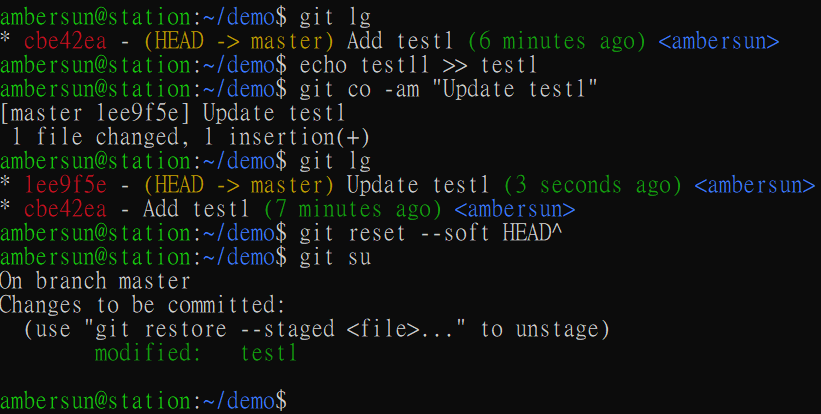 ambersun@station:~/demo$ git lg
* cbe42ea - (HEAD -> master) Add test1 (6 minutes ago) <ambersun>
ambersun@station:~/demo$ echo test11 >> test1
ambersun@station:~/demo$ git co -am "Update test1"
[master 1ee9f5e] Update test1
 1 file changed, 1 insertion(+)
ambersun@station:~/demo$ git lg
* 1ee9f5e - (HEAD -> master) Update test1 (3 seconds ago) <ambersun>
* cbe42ea - Add test1 (7 minutes ago) <ambersun>
ambersun@station:~/demo$ git reset --soft HEAD^
ambersun@station:~/demo$ git su
On branch master
Changes to be committed:
  (use "git restore --staged <file>..." to unstage)
        modified:   test1
ambersun@station:~/demo$